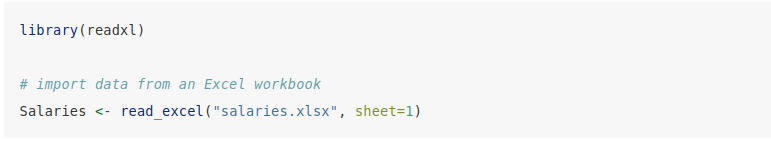 library(readxl)
# import data from an Excel workbook
Salaries <- read_excel("salaries.xlsx", sheet=1)